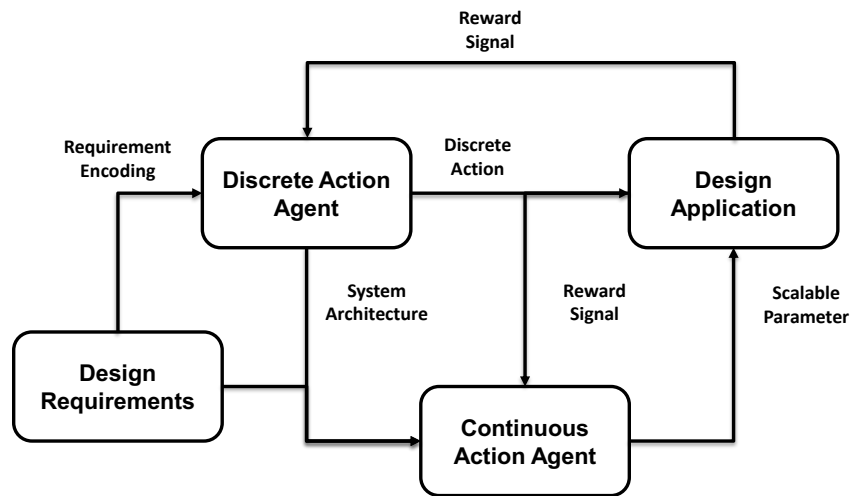 Reward
Signal
Requirement
Encoding
Discrete Action
Agent
Discrete
Action
Design
Application
System
Architecture
Reward
Signal
Scalable
Parameter
Design
Requirements
Continuous
Action Agent